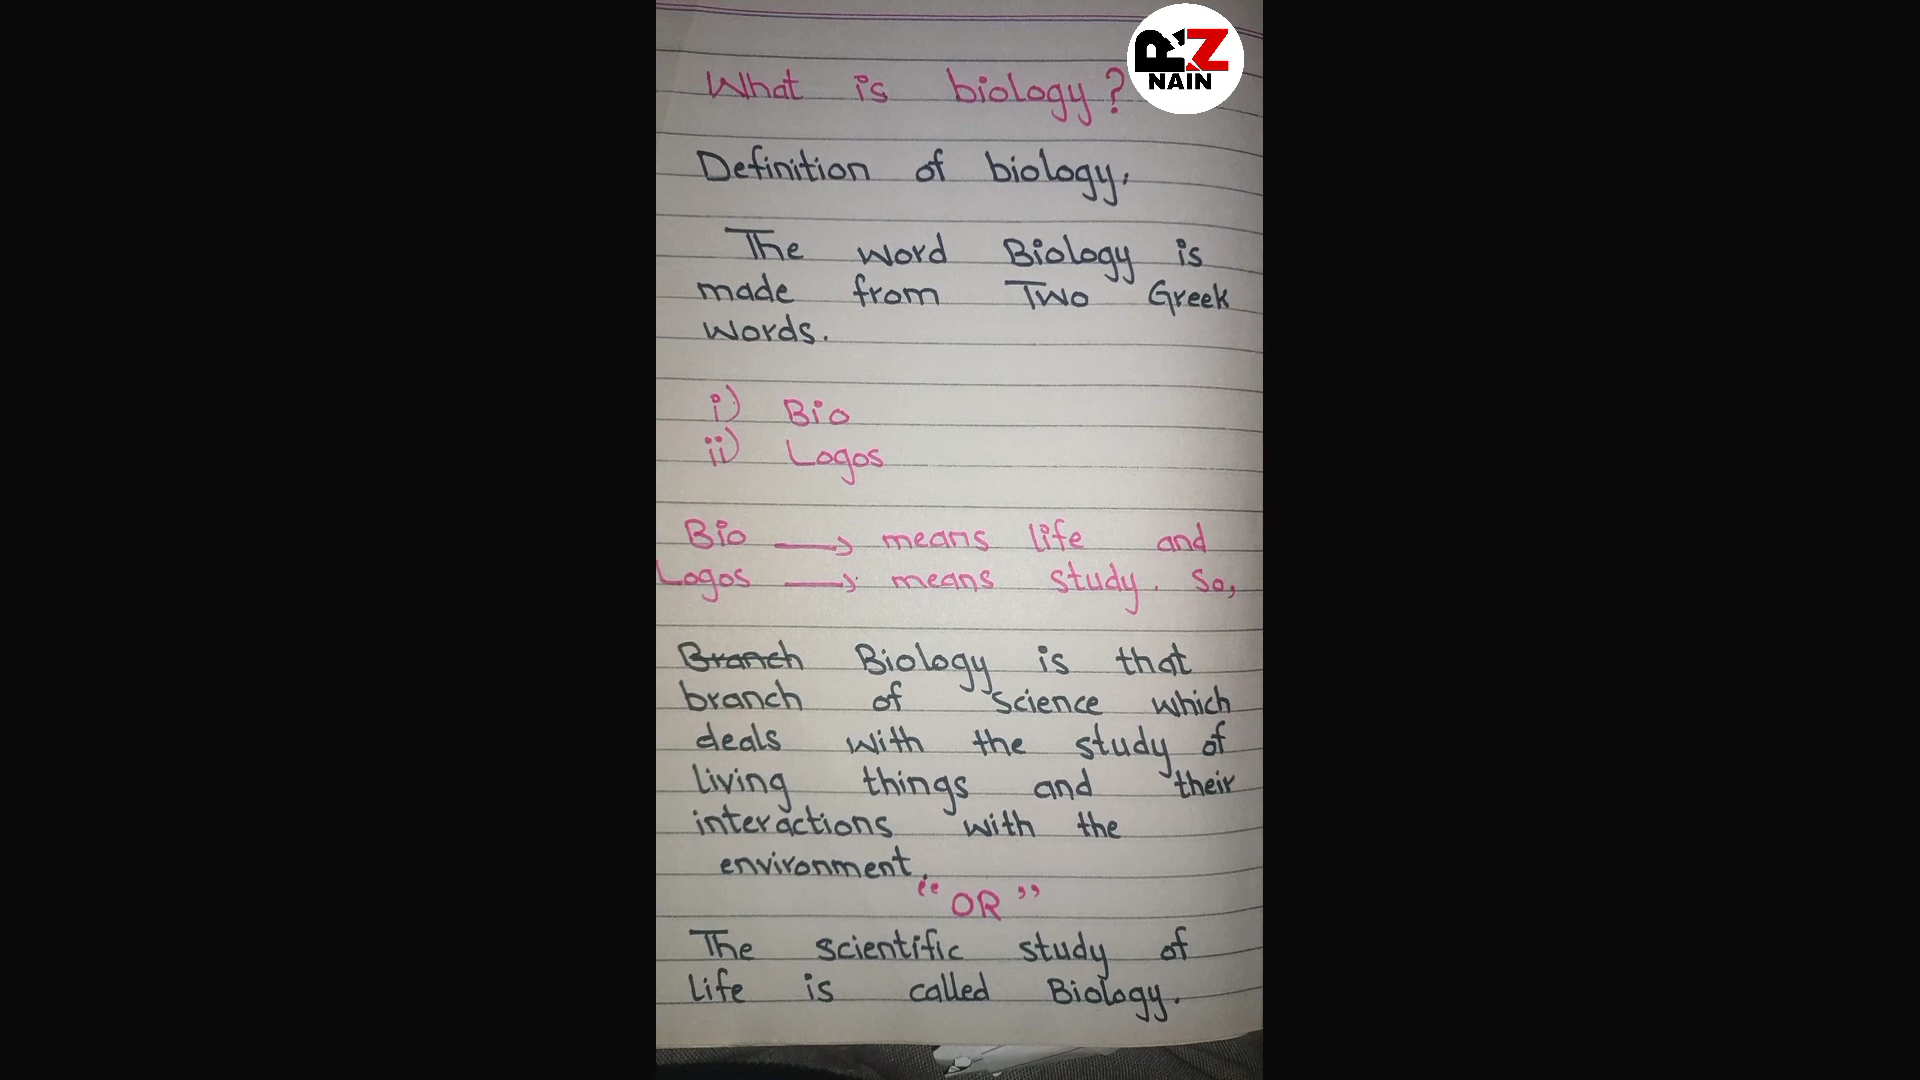 RZ
NAIN
What is biology?
Definition of biology.
The word Biology is
made from Two Greek
words.
i) Bio
ii) Logos
Bio → means life and
Logos → means study. So,
Branch Biology is that
branch of science which
deals with the study of
living things and their
interactions with the
environment.
"OR"
The scientific study of
Life is called Biology.